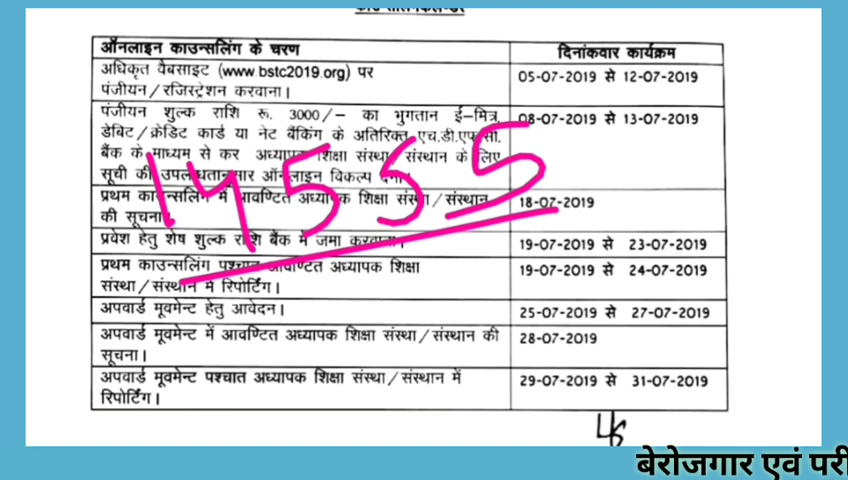 ऑनलाइन काउन्सलिंग के चरण दिनांकवार कार्यक्रम
अधिकृत वैबसाइट (www.bstc2019.org) पर 05-07-2019 से 12-07-2019
पंजीयन/रजिस्ट्रेशन करवाना।
पंजीयन शुल्क राशि रू. 3000/- का भुगतान ई-मित्र, 08-07-2019 से 13-07-2019
डेबिट/क्रेडिट कार्ड या नेट बैंकिंग के अतिरिक्त एच.डी.एफ.सी.
बैंक के माध्यम से कर अध्यापक शिक्षा संस्था/संस्थान के लिए
सूची की उपलब्धतानुसार ऑनलाइन विकल्प देना।
14555
प्रथम काउन्सलिंग में आवण्टित अध्यापक शिक्षा संस्था/संस्थान 18-07-2019
की सूचना।
प्रवेश हेतु शेष शुल्क राशि बैंक में जमा करवाना। 19-07-2019 से 23-07-2019
प्रथम काउन्सलिंग पश्चात आवण्टित अध्यापक शिक्षा 19-07-2019 से 24-07-2019
संस्था/संस्थान में रिपोर्टिंग।
अपवार्ड मूवमेन्ट हेतु आवेदन। 25-07-2019 से 27-07-2019
अपवार्ड मूवमेन्ट में आवण्टित अध्यापक शिक्षा संस्था/संस्थान की 28-07-2019
सूचना।
अपवार्ड मूवमेन्ट पश्चात अध्यापक शिक्षा संस्था/संस्थान में 29-07-2019 से 31-07-2019
रिपोर्टिंग।
बेरोजगार एवं परी